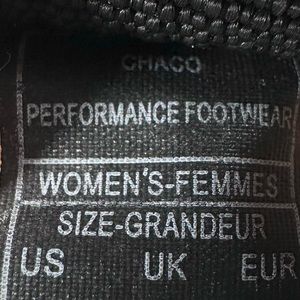 CHACO
PERFORMANCE FOOTWEAR
WOMEN'S-FEMMES
SIZE-GRANDEUR
US UK EUR